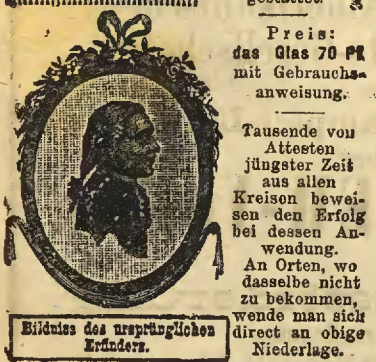 gestattet.
Preis:
das Glas 70 Pf
mit Gebrauchs-
anweisung.
Tausende von
Attesten
jüngster Zeit
aus allen
Kreison bewei-
sen den Erfolg
bei dessen An-
wendung.
An Orten, wo
dasselbe nicht
zu bekommen,
wende man sich
direct an obige
Niederlage.
Bildniss des ursprünglichen
Erfinders.